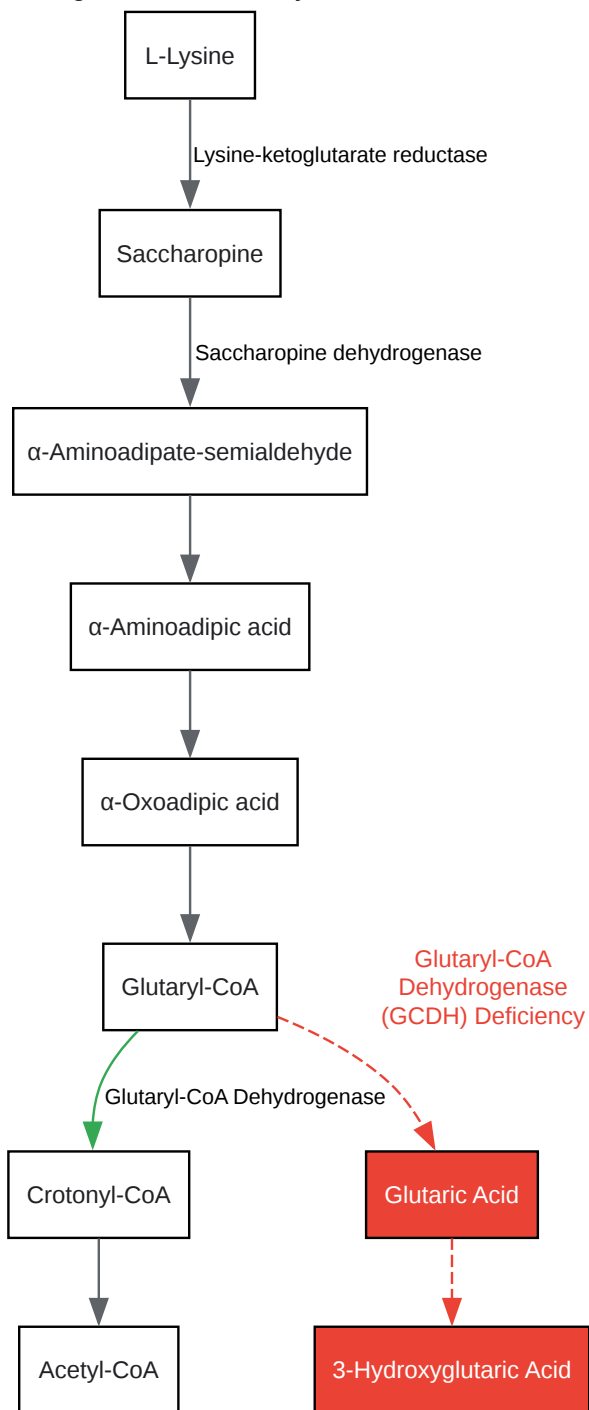 L-Lysine
Lysine-ketoglutarate reductase
Saccharopine
Saccharopine dehydrogenase
α-Aminoadipate-semialdehyde
α-Aminoadipic acid
α-Oxoadipic acid
Glutaryl-CoA
Glutaryl-CoA
Dehydrogenase
(GCDH) Deficiency
Glutaryl-CoA Dehydrogenase
Crotonyl-CoA
Glutaric Acid
Acetyl-CoA
3-Hydroxyglutaric Acid